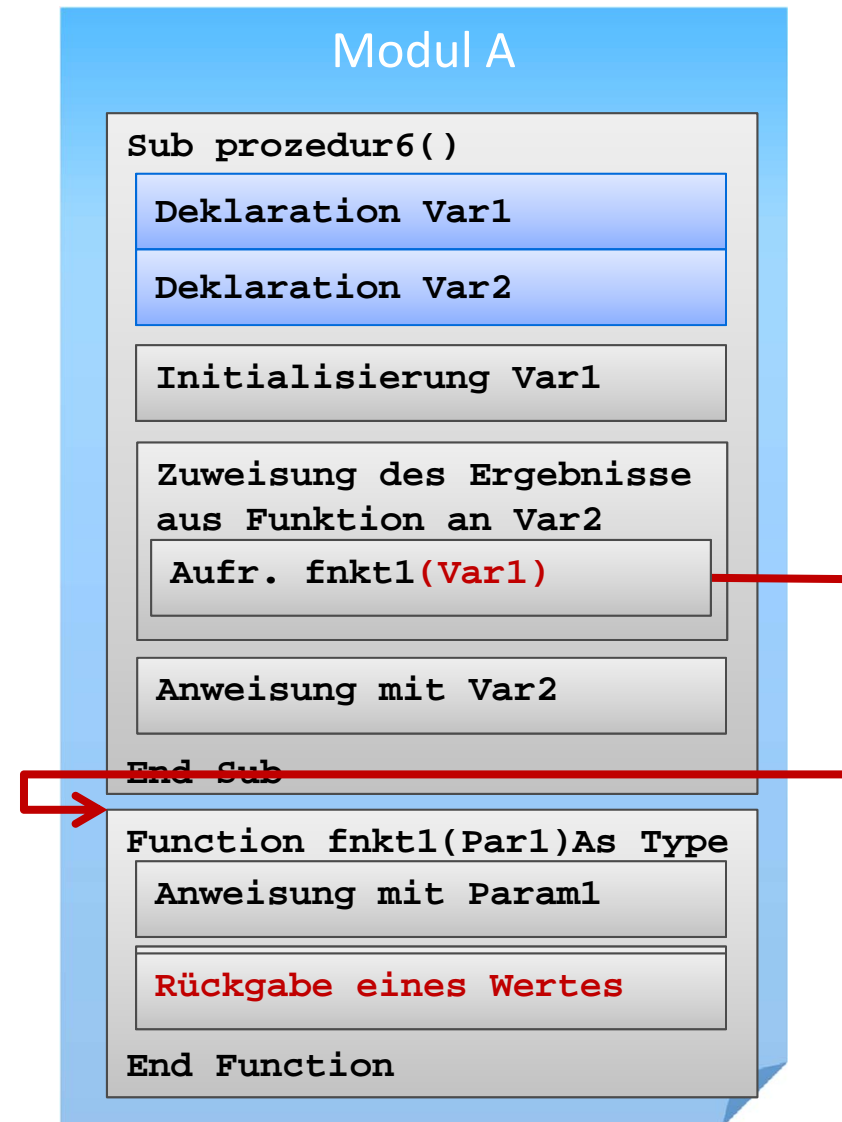 Modul A
Sub prozedur6()
Deklaration Var1
Deklaration Var2
Initialisierung Var1
Zuweisung des Ergebnisse
aus Funktion an Var2
Aufr. fnkt1(Var1)
Anweisung mit Var2
End Sub
Function fnkt1(Par1)As Type
Anweisung mit Param1
Rückgabe eines Wertes
End Function